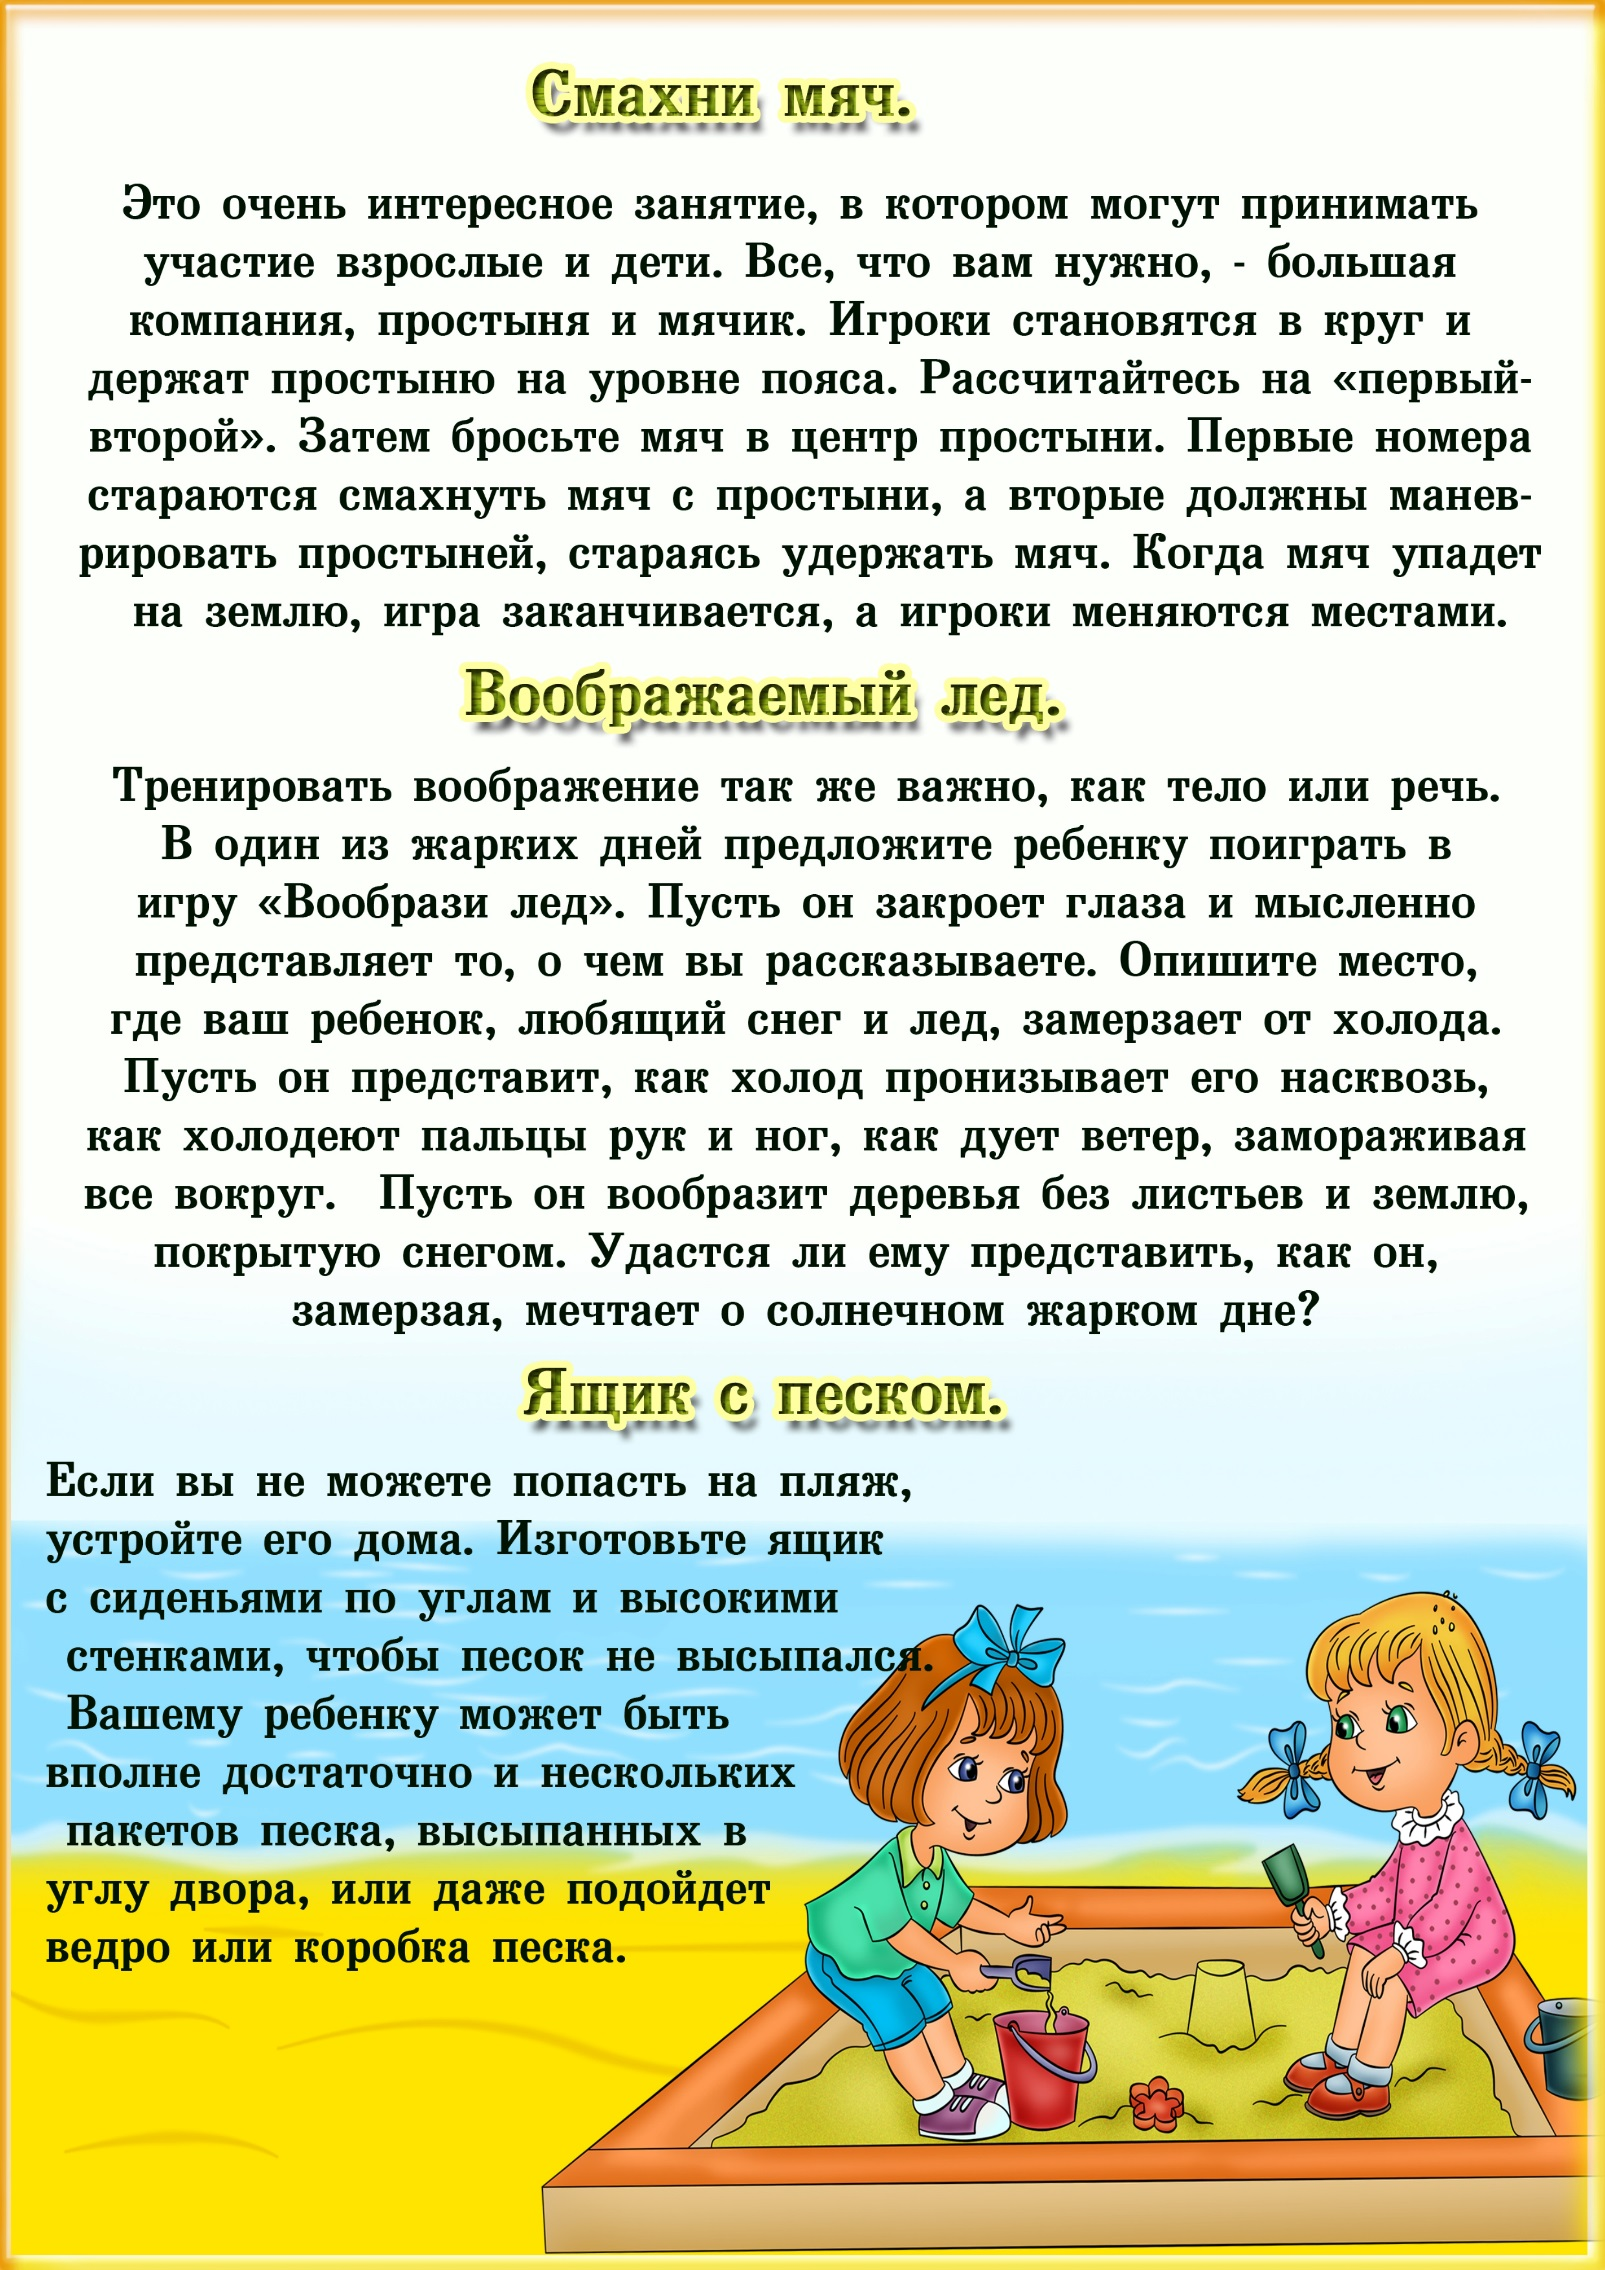 Смахни мяч.
Это очень интересное занятие, в котором могут принимать
участие взрослые и дети. Все, что вам нужно, - большая
компания, простыня и мячик. Игроки становятся в круг и
держат простыню на уровне пояса. Рассчитайтесь на «первый-
второй». Затем бросьте мяч в центр простыни. Первые номера
стараются смахнуть мяч с простыни, а вторые должны манев-
рировать простыней, стараясь удержать мяч. Когда мяч упадет
на землю, игра заканчивается, а игроки меняются местами.
Воображаемый лед.
Тренировать воображение так же важно, как тело или речь.
В один из жарких дней предложите ребенку поиграть в
игру «Вообрази лед». Пусть он закроет глаза и мысленно
представляет то, о чем вы рассказываете. Опишите место,
где ваш ребенок, любящий снег и лед, замерзает от холода.
Пусть он представит, как холод пронизывает его насквозь,
как холодеют пальцы рук и ног, как дует ветер, замораживая
все вокруг. Пусть он вообразит деревья без листьев и землю,
покрытую снегом. Удастся ли ему представить, как он,
замерзая, мечтает о солнечном жарком дне?
Ящик с песком.
Если вы не можете попасть на пляж,
устройте его дома. Изготовьте ящик
с сиденьями по углам и высокими
стенками, чтобы песок не высыпался.
Вашему ребенку может быть
вполне достаточно и нескольких
пакетов песка, высыпанных в
углу двора, или даже подойдет
ведро или коробка песка.